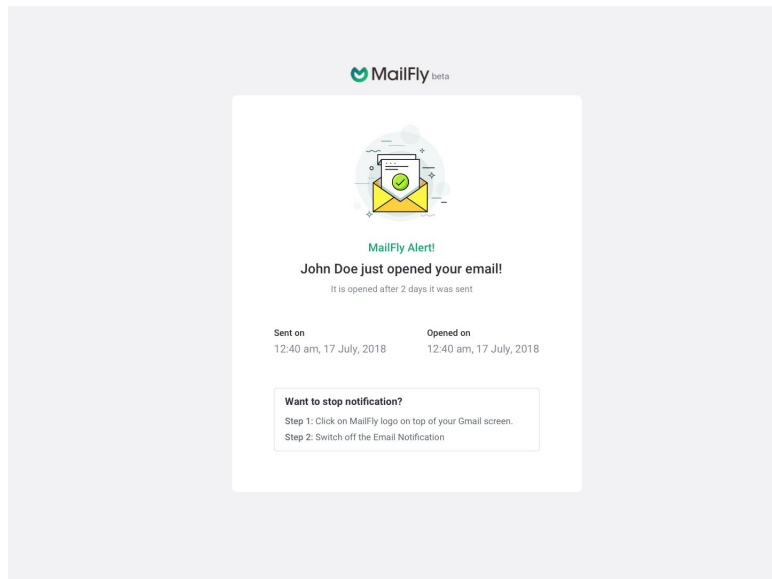 MailFly beta
MailFly Alert!
John Doe just opened your email!
It is opened after 2 days it was sent
Sent on
12:40 am, 17 July, 2018
Opened on
12:40 am, 17 July, 2018
Want to stop notification?
Step 1: Click on MailFly logo on top of your Gmail screen.
Step 2: Switch off the Email Notification